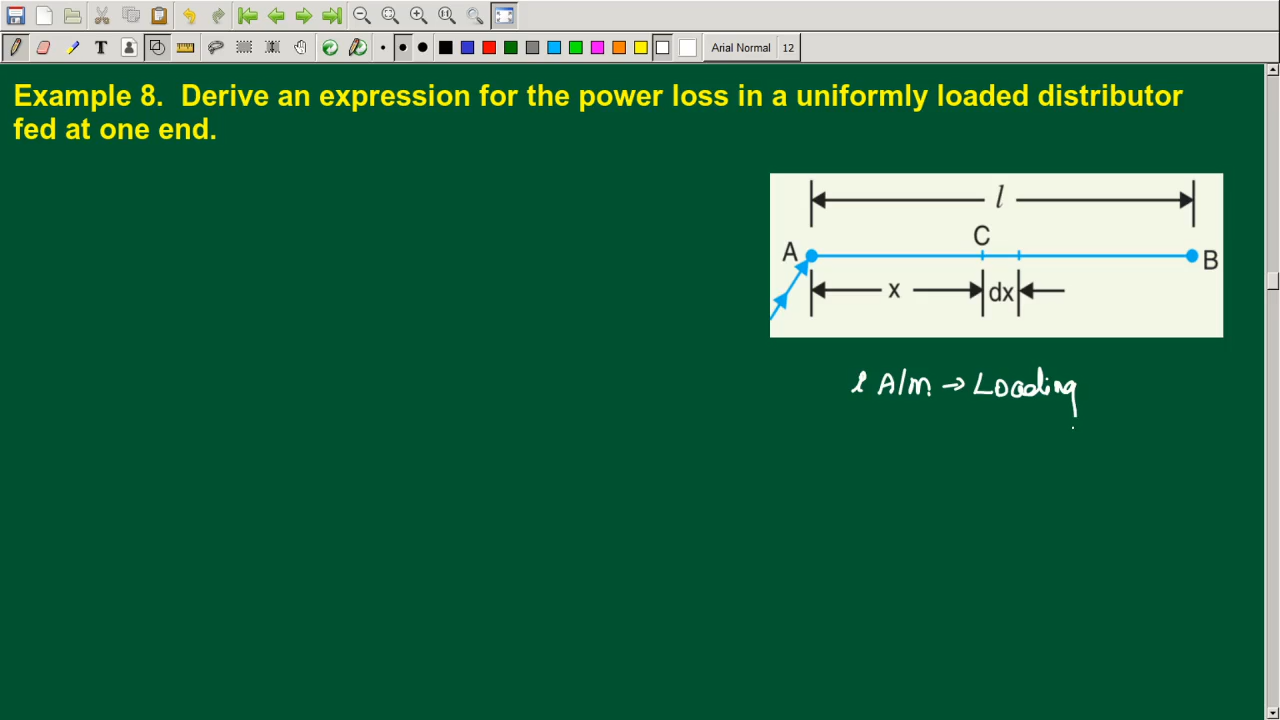 T
Arial Normal 12
Example 8. Derive an expression for the power loss in a uniformly loaded distributor
fed at one end.
l
C
A
B
x
dx
i A/m → Loading